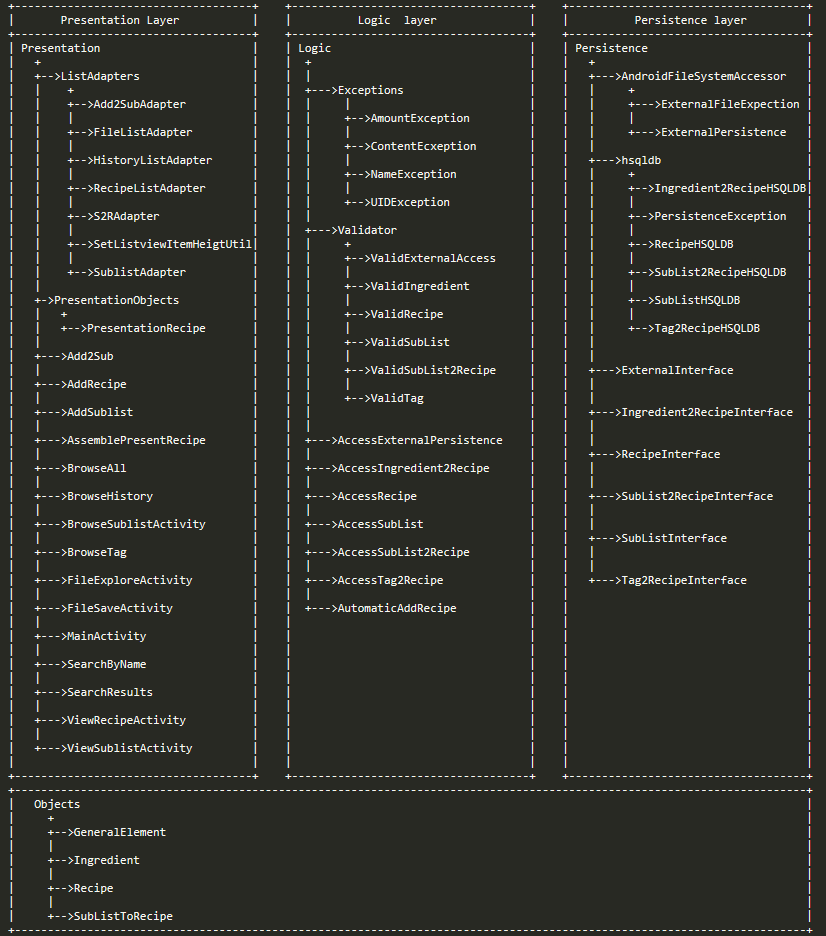 Presentation Layer
Presentation
+-->ListAdapters
+-->Add2SubAdapter
+-->FileListAdapter
+-->HistoryListAdapter
+-->RecipeListAdapter
+-->S2RAdapter
+-->SetListviewItemHeigtUtil
+-->SublistAdapter
+->PresentationObjects
+-->PresentationRecipe
+--->Add2Sub
+--->AddRecipe
+--->AddSublist
+--->AssemblePresentRecipe
+--->BrowseAll
+--->BrowseHistory
+--->BrowseSublistActivity
+--->BrowseTag
+--->FileExploreActivity
+--->FileSaveActivity
+--->MainActivity
+--->SearchByName
+--->SearchResults
+--->ViewRecipeActivity
+--->ViewSublistActivity
Logic layer
Logic
+--->Exceptions
+-->AmountException
+-->ContentEcxeption
+-->NameException
+-->UIDException
+--->Validator
+-->ValidExternalAccess
+-->ValidIngredient
+-->ValidRecipe
+-->ValidSubList
+-->ValidSubList2Recipe
+-->ValidTag
+--->AccessExternalPersistence
+--->AccessIngredient2Recipe
+--->AccessRecipe
+--->AccessSubList
+--->AccessSubList2Recipe
+--->AccessTag2Recipe
+--->AutomaticAddRecipe
Persistence layer
Persistence
+--->AndroidFileSystemAccessor
+--->ExternalFileExpection
+--->ExternalPersistence
+--->hsqldb
+-->Ingredient2RecipeHSQLDB
+-->PersistenceException
+-->RecipeHSQLDB
+-->SubList2RecipeHSQLDB
+-->SubListHSQLDB
+-->Tag2RecipeHSQLDB
+--->ExternalInterface
+--->Ingredient2RecipeInterface
+--->RecipeInterface
+--->SubList2RecipeInterface
+--->SubListInterface
+--->Tag2RecipeInterface
Objects
+-->GeneralElement
+-->Ingredient
+-->Recipe
+-->SubListToRecipe